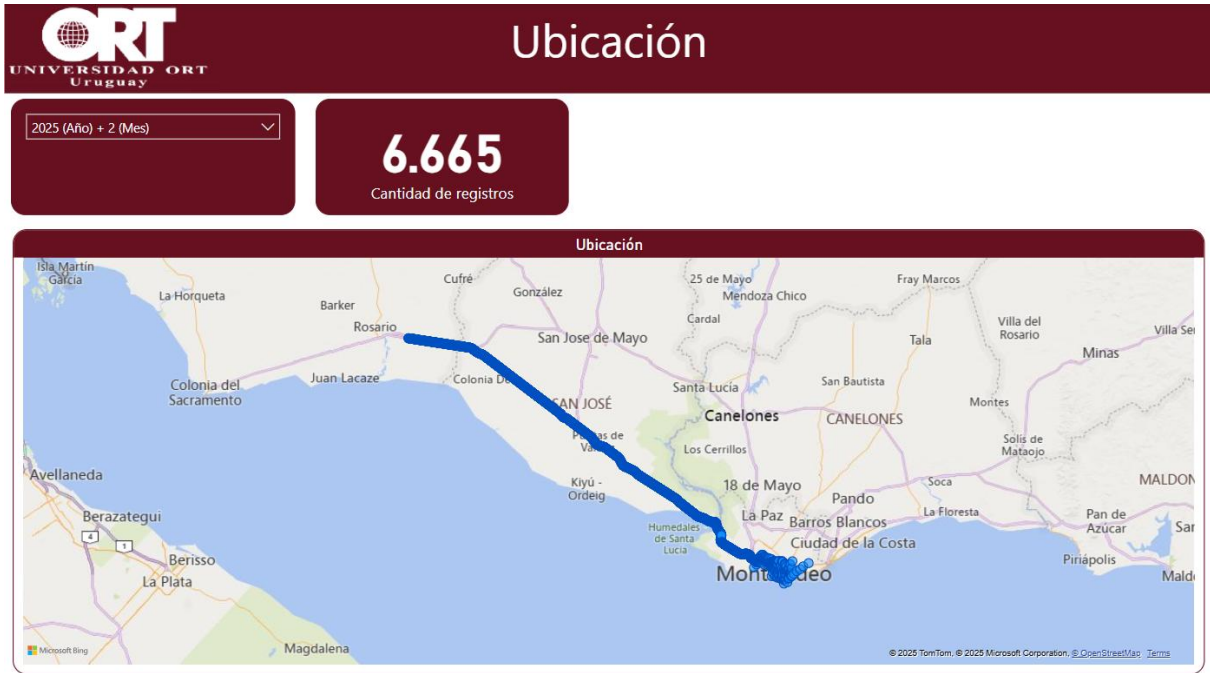 ORT
UNIVERSIDAD ORT
Uruguay
Ubicación
2025 (Año) + 2 (Mes)
6.665
Cantidad de registros
Ubicación
Isla Martín
García
La Horqueta
Barker
Rosario
Cufré
González
25 de Mayo
Mendoza Chico
Fray Marcos
Cardal
San Jose de Mayo
Villa del
Rosario
Tala
Minas
Colonia del
Sacramento
Juan Lacaze
Colonia
Santa Lucía
San Bautista
SAN JOSÉ
Canelones
CANELONES
Montes
Los Cerrillos
Solís de
Mataojo
Avellaneda
Kiyú -
Ordeig
18 de Mayo
Pando
Soca
MALDON
Berazategui
4
1
Humedales
de Santa
Lucía
La Paz
Barros Blancos
La Floresta
Pan de
Azúcar
Ciudad de la Costa
Berisso
La Plata
Piriápolis
Magdalena
Microsoft Bing
© 2025 TomTom, © 2025 Microsoft Corporation, © OpenStreetMap Terms